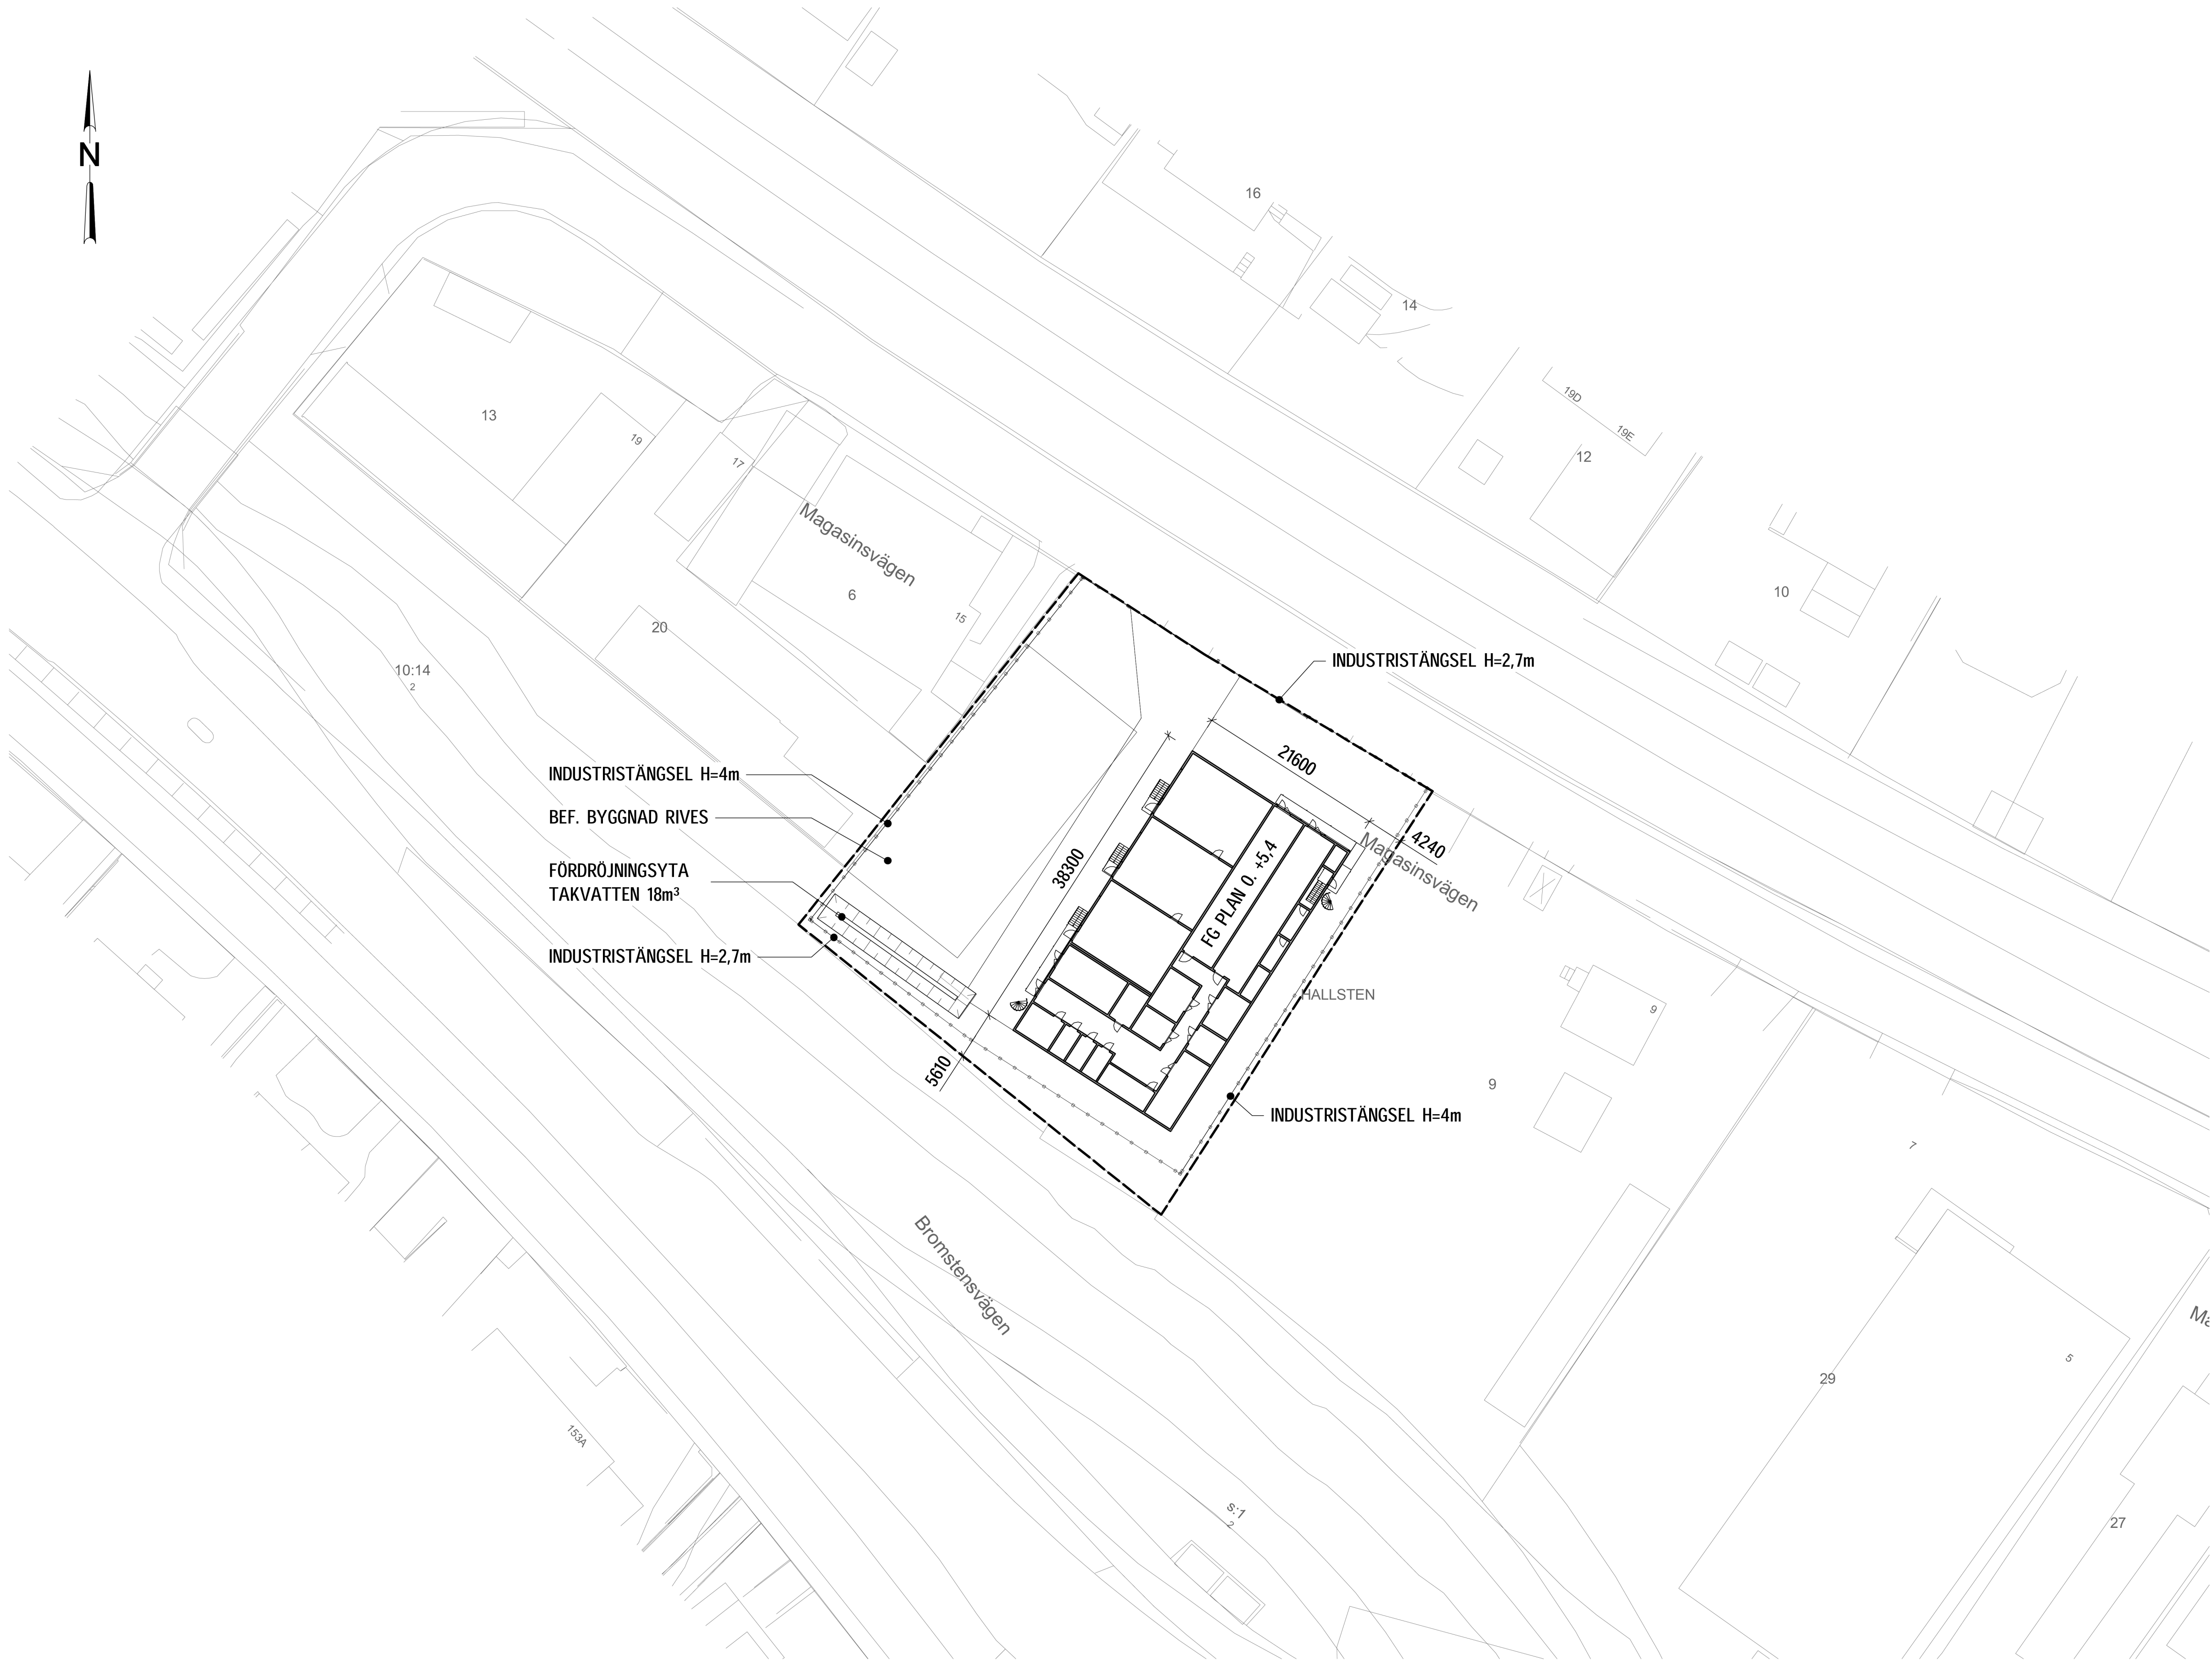 N
16
14
19D
19E
12
13
19
17
10
Magasinsvägen
6
15
20
10:14
2
INDUSTRISTÄNGSEL H=2,7m
INDUSTRISTÄNGSEL H=4m
21600
BEF. BYGGNAD RIVES
4240
Magasinsvägen
38300
FG PLAN 0. +5,4
FÖRDRÖJNINGSYTA
TAKVATTEN 18m³
INDUSTRISTÄNGSEL H=2,7m
HALLSTEN
9
5610
9
INDUSTRISTÄNGSEL H=4m
7
Bromstensvägen
Ma
5
29
153A
s:1
2
27